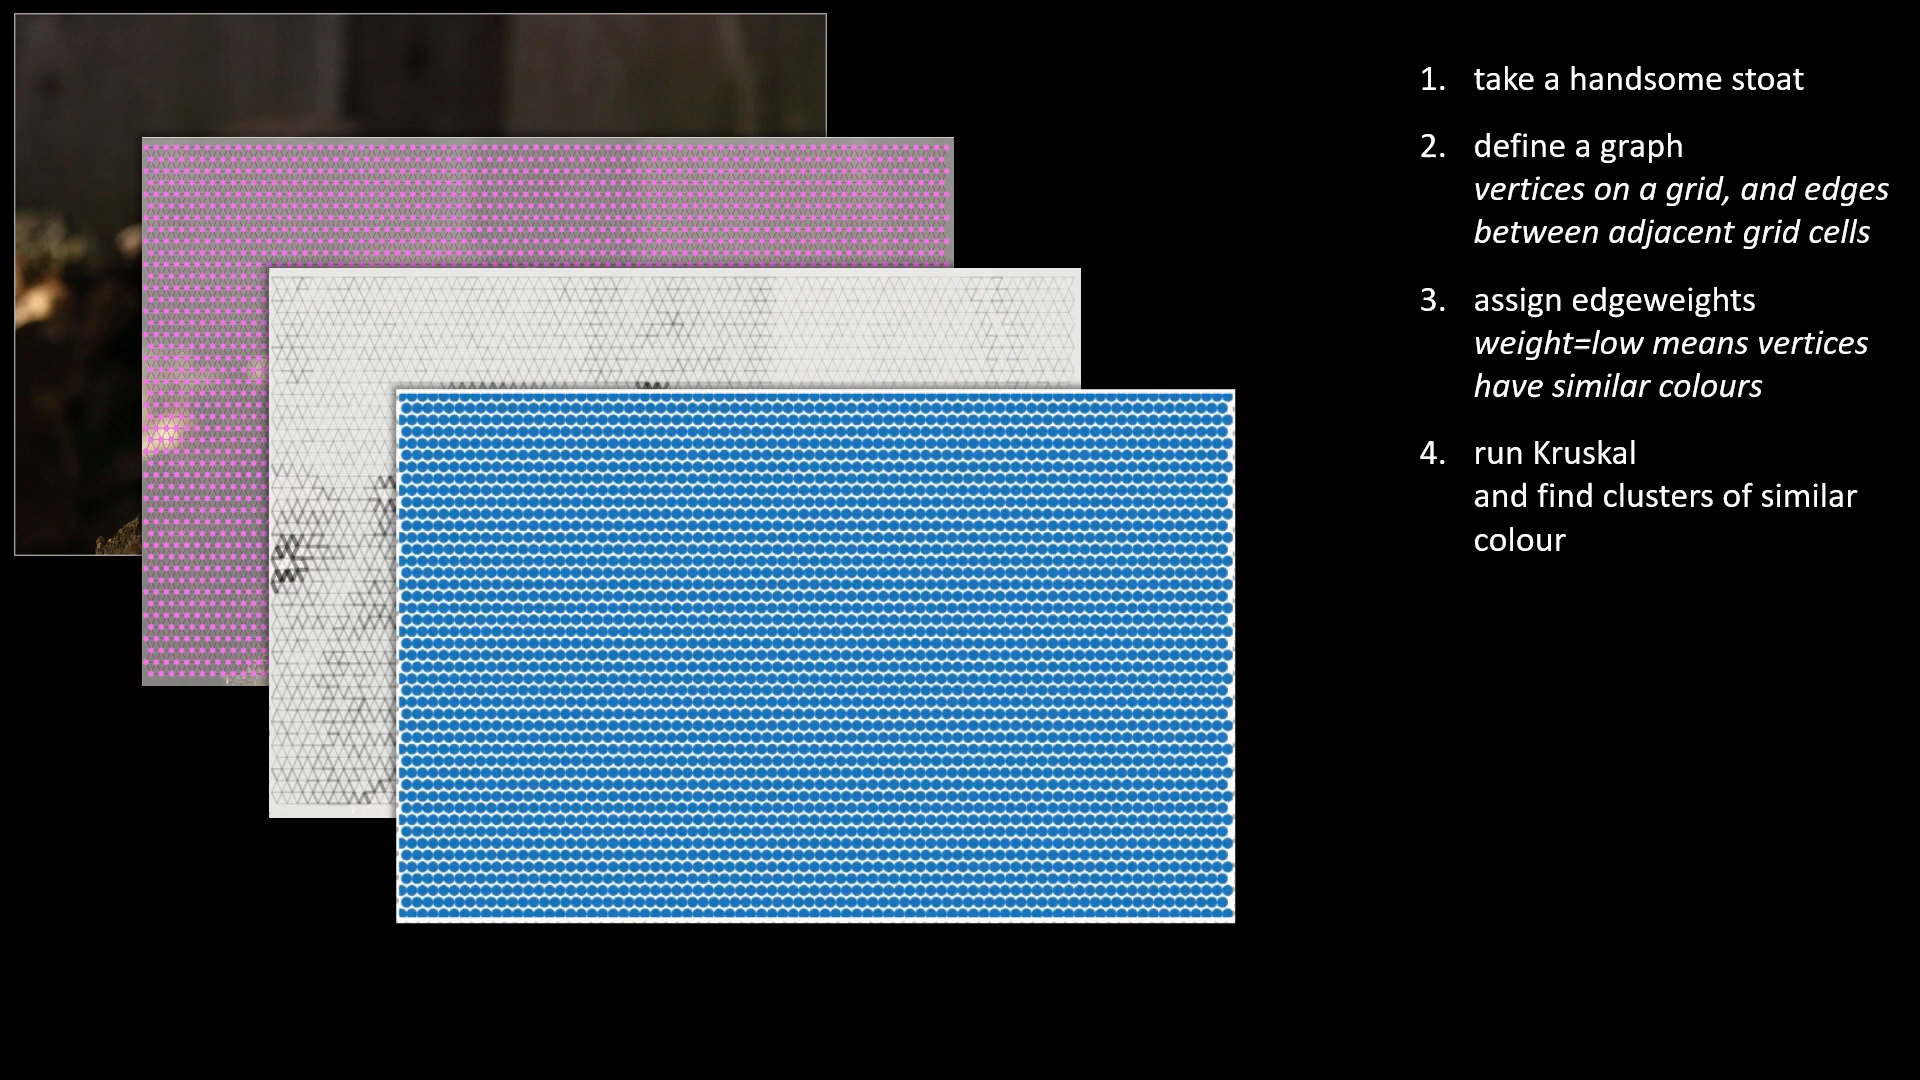 1. take a handsome stoat
2. define a graph
vertices on a grid, and edges
between adjacent grid cells
3. assign edgeweights
weight=low means vertices
have similar colours
4. run Kruskal
and find clusters of similar
colour